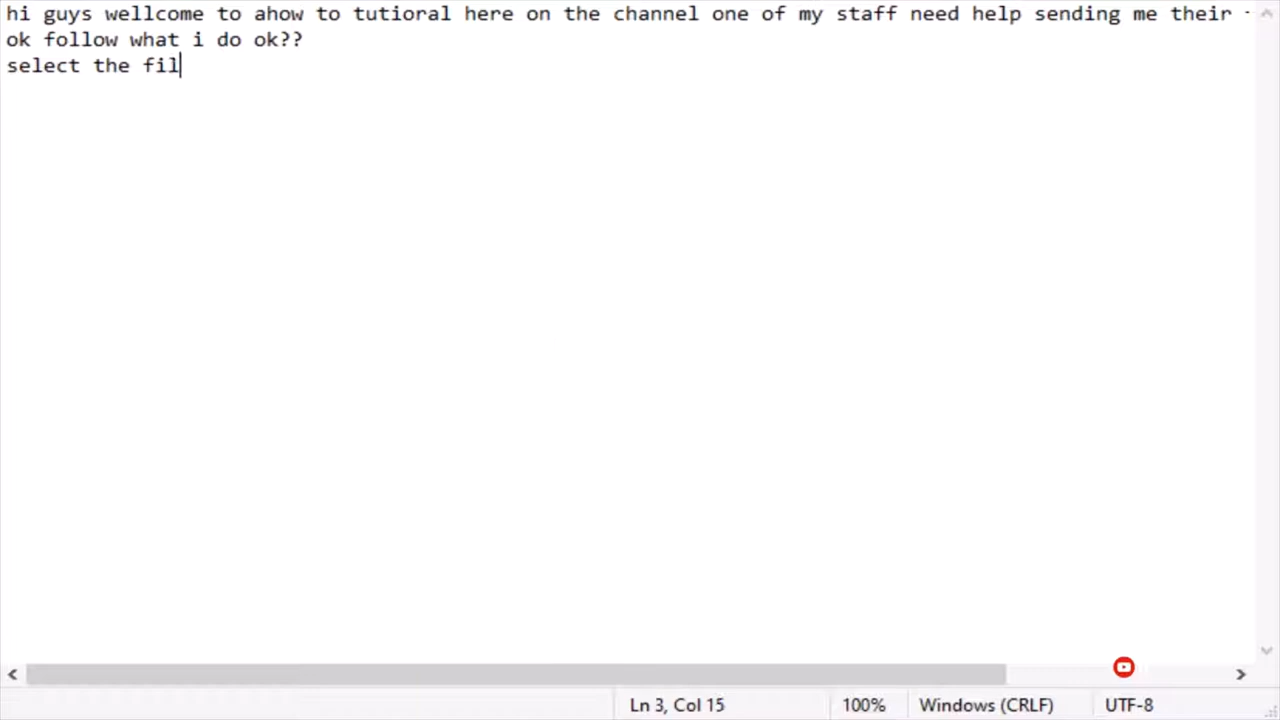 hi guys wellcome to ahow to tutioral here on the channel one of my staff need help sending me their
ok follow what i do ok??
select the fil
Ln 3, Col 15
100%
Windows (CRLF)
UTF-8